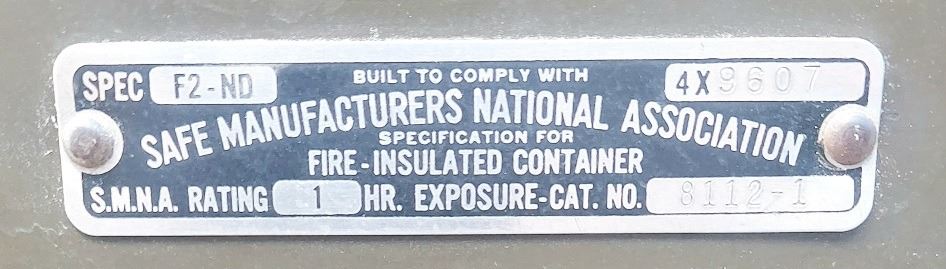 SPEC F2-ND BUILT TO COMPLY WITH 4X9607
SAFE MANUFACTURERS NATIONAL ASSOCIATION
SPECIFICATION FOR
FIRE-INSULATED CONTAINER
S.M.N.A. RATING 1 HR. EXPOSURE-CAT. NO. 8112-1